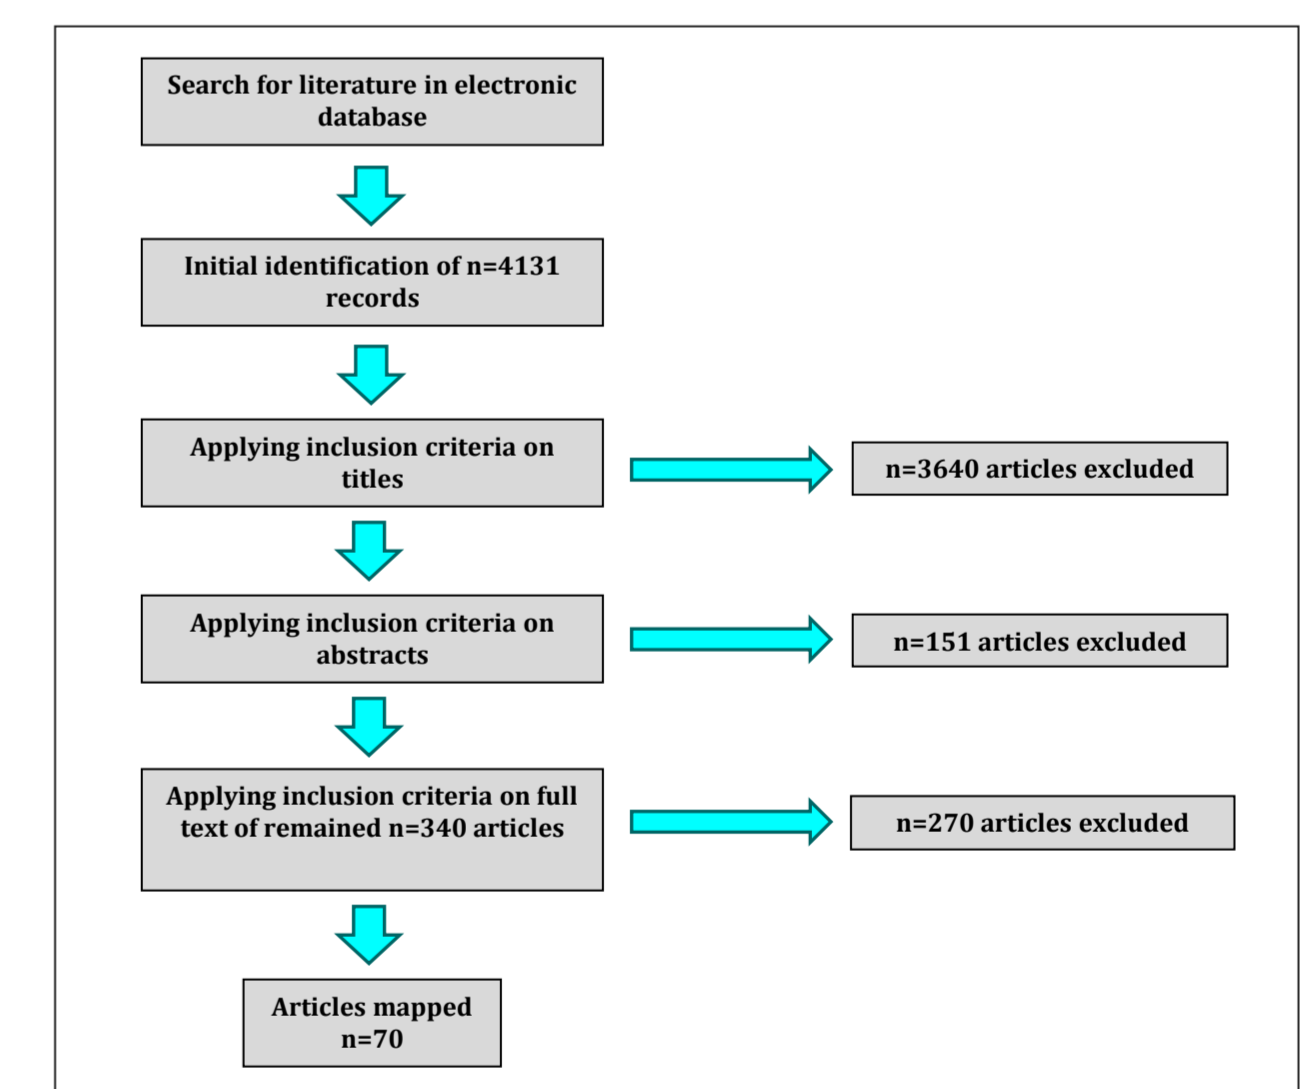 Search for literature in electronic
database
Initial identification of n=4131
records
Applying inclusion criteria on
titles
n=3640 articles excluded
Applying inclusion criteria on
abstracts
n=151 articles excluded
Applying inclusion criteria on full
text of remained n=340 articles
n=270 articles excluded
Articles mapped
n=70